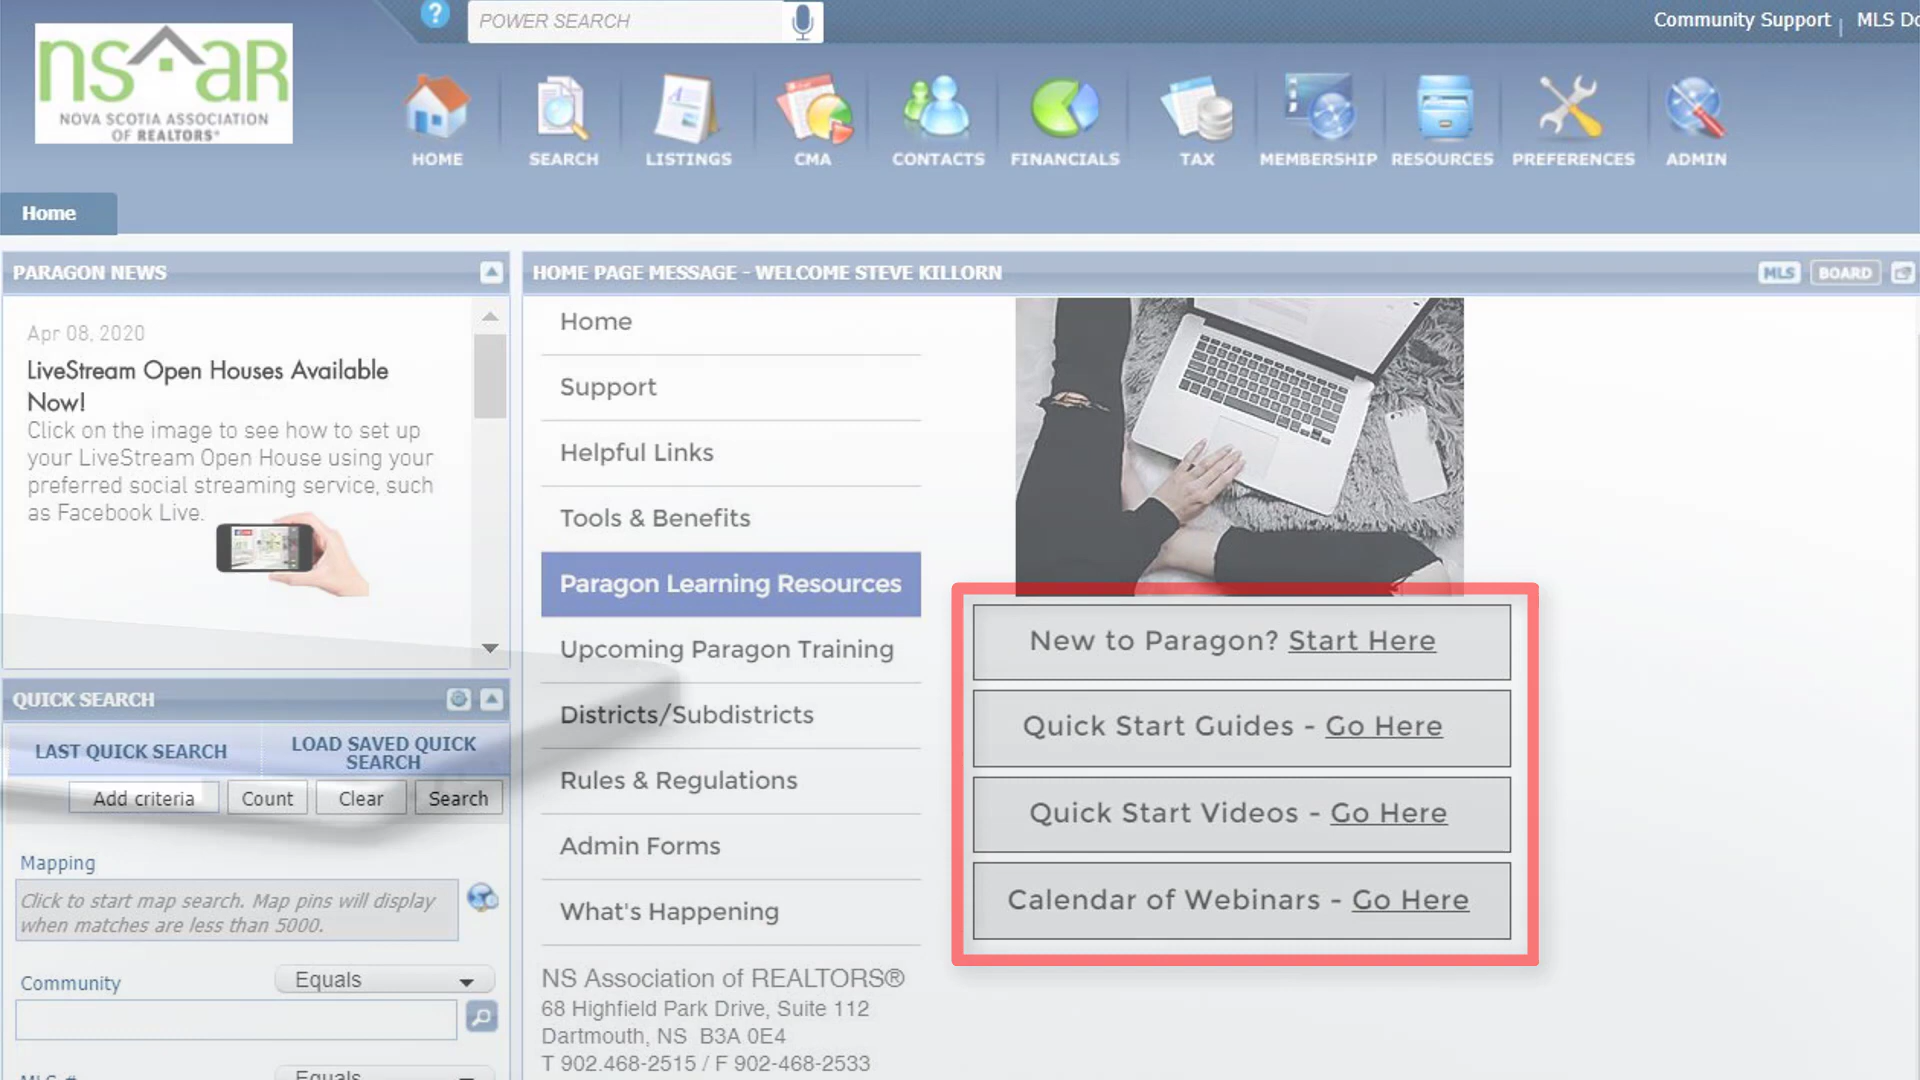 POWER SEARCH
Community Support
MLS
ns aR
NOVA SCOTIA ASSOCIATION
OF REALTORS®
HOME
SEARCH
LISTINGS
CMA
CONTACTS
FINANCIALS
TAX
MEMBERSHIP
RESOURCES
PREFERENCES
ADMIN
Home
PARAGON NEWS
Apr 08, 2020
LiveStream Open Houses Available
Now!
Click on the image to see how to set up
your LiveStream Open House using your
preferred social streaming service, such
as Facebook Live.
QUICK SEARCH
LAST QUICK SEARCH
LOAD SAVED QUICK
SEARCH
Add criteria
Count
Clear
Search
Mapping
Click to start map search. Map pins will display
when matches are less than 5000.
Community
Equals
MLS #
Equals
HOME PAGE MESSAGE - WELCOME STEVE KILLORN
MLS
BOARD
Home
Support
Helpful Links
Tools & Benefits
Paragon Learning Resources
Upcoming Paragon Training
Districts/Subdistricts
Rules & Regulations
Admin Forms
What's Happening
NS Association of REALTORS®
68 Highfield Park Drive, Suite 112
Dartmouth, NS B3A 0E4
T 902.468-2515 / F 902-468-2533
New to Paragon? Start Here
Quick Start Guides - Go Here
Quick Start Videos - Go Here
Calendar of Webinars - Go Here